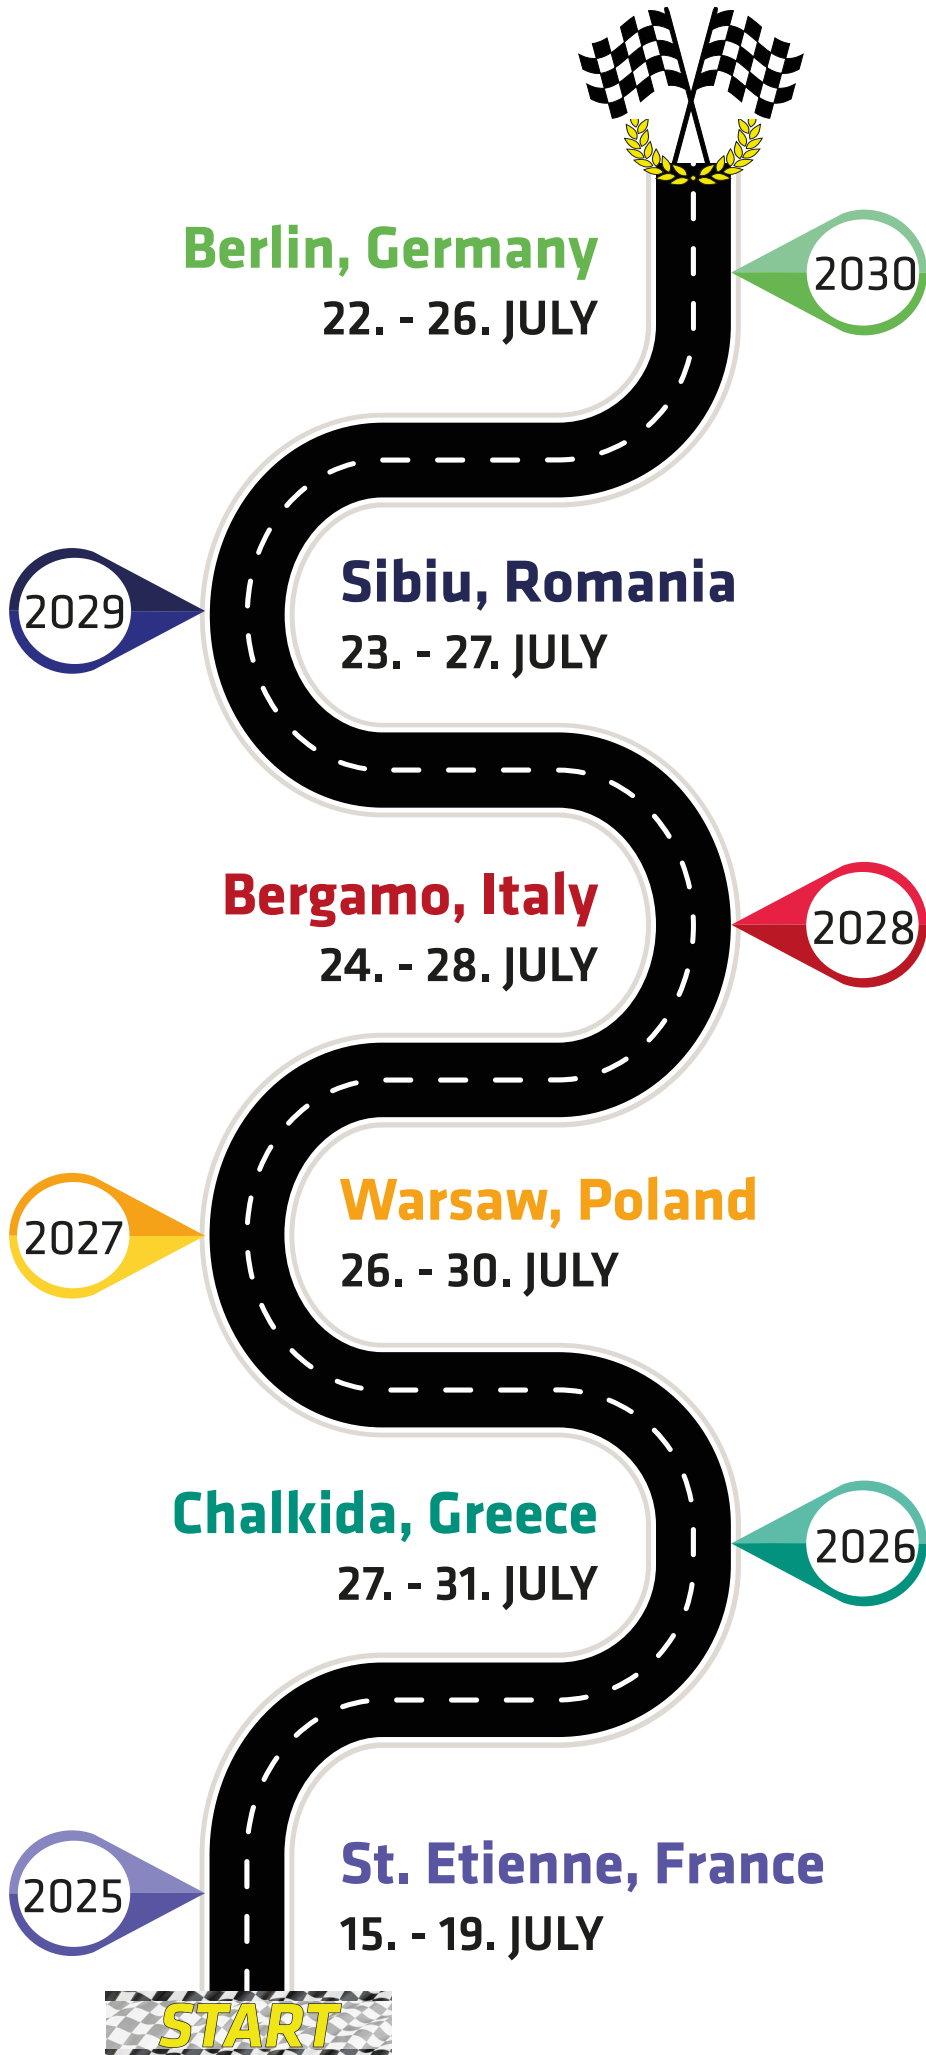 Berlin, Germany
22. - 26. JULY
2030
2029
Sibiu, Romania
23. - 27. JULY
Bergamo, Italy
24. - 28. JULY
2028
2027
Warsaw, Poland
26. - 30. JULY
Chalkida, Greece
27. - 31. JULY
2026
2025
St. Etienne, France
15. - 19. JULY
START